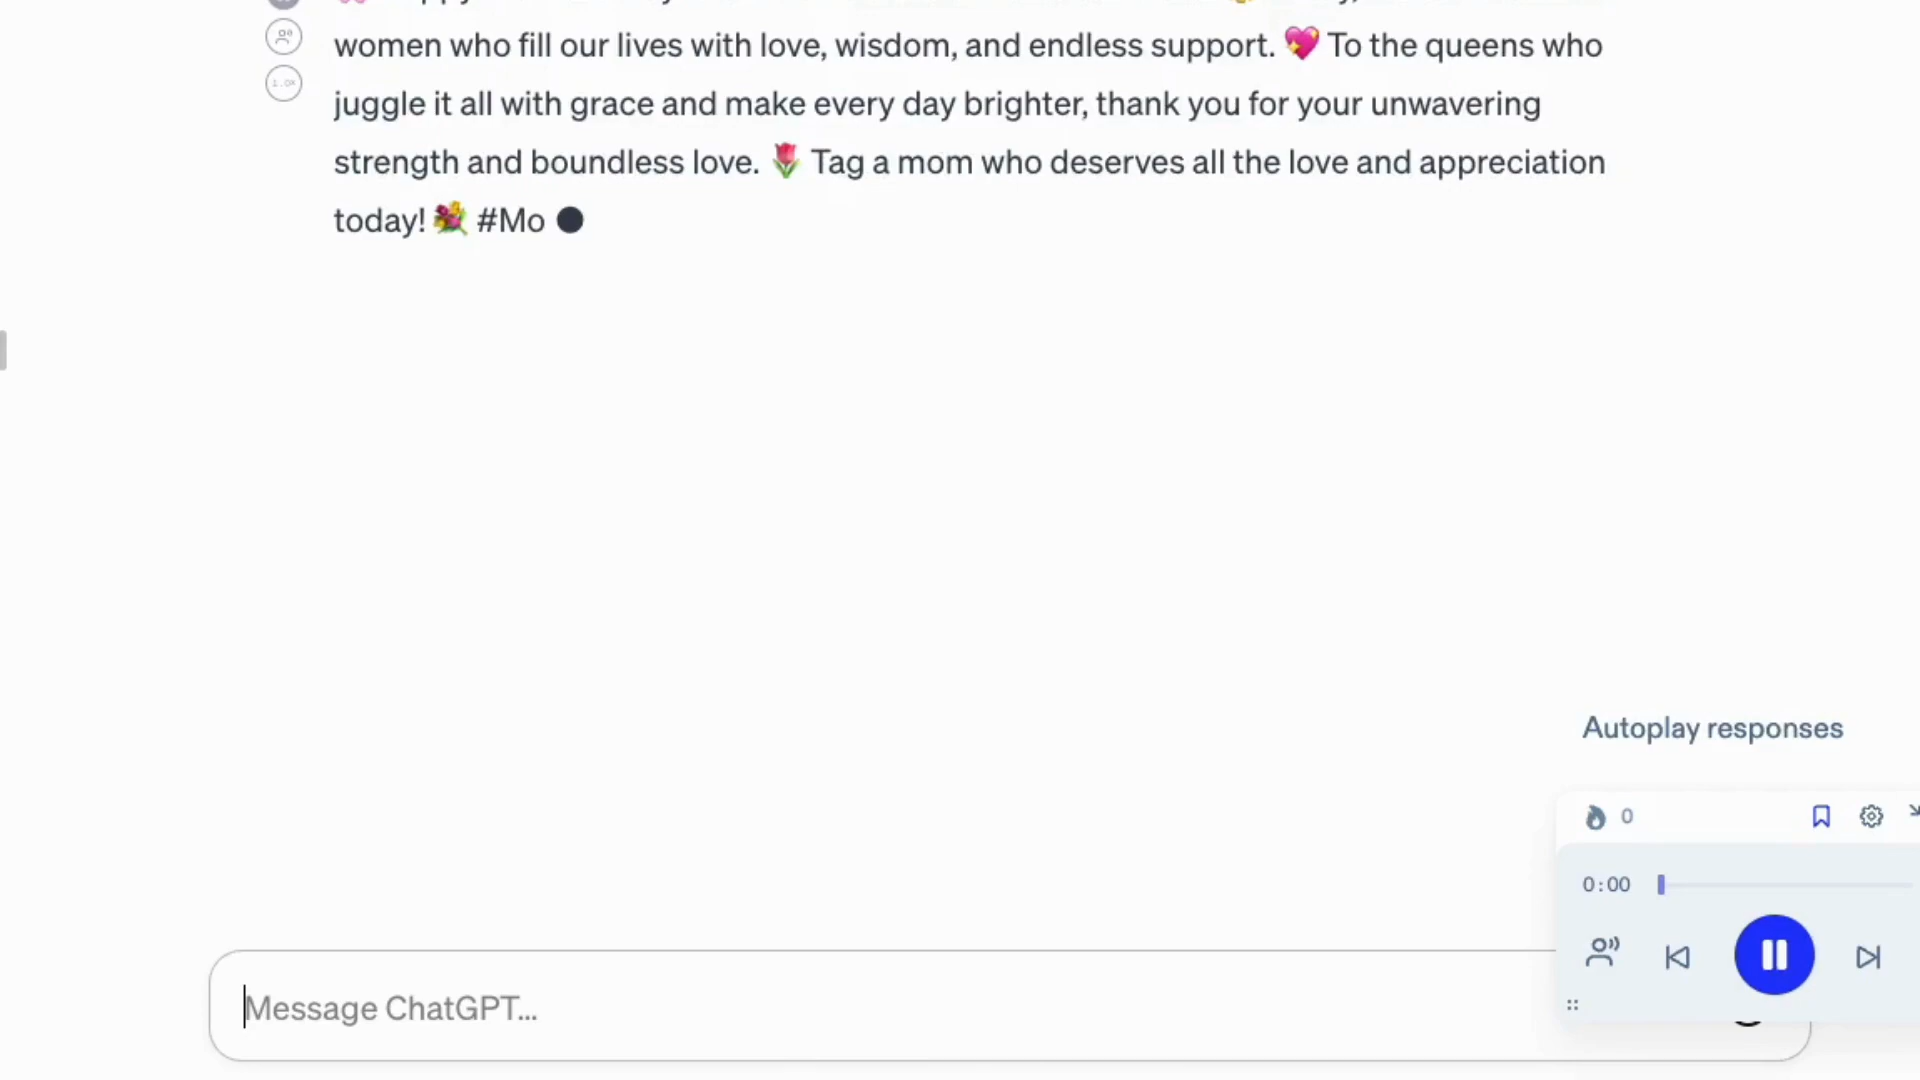 women who fill our lives with love, wisdom, and endless support. 💖 To the queens who
juggle it all with grace and make every day brighter, thank you for your unwavering
strength and boundless love. 🌷 Tag a mom who deserves all the love and appreciation
today! 💐 #Mo
Autoplay responses
0
0:00
Message ChatGPT...